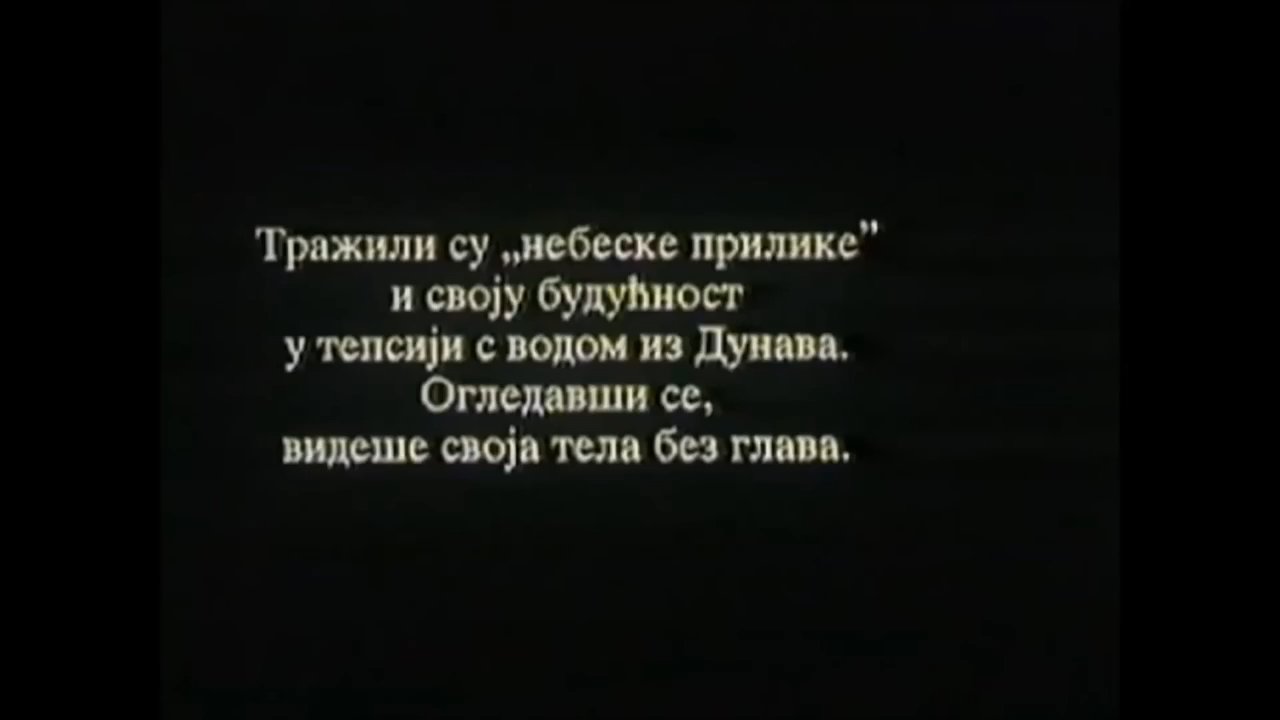 Тражили су „небеске прилике”
и своју будућност
у тепсији с водом из Дунава.
Огледавши се,
видеше своја тела без глава.